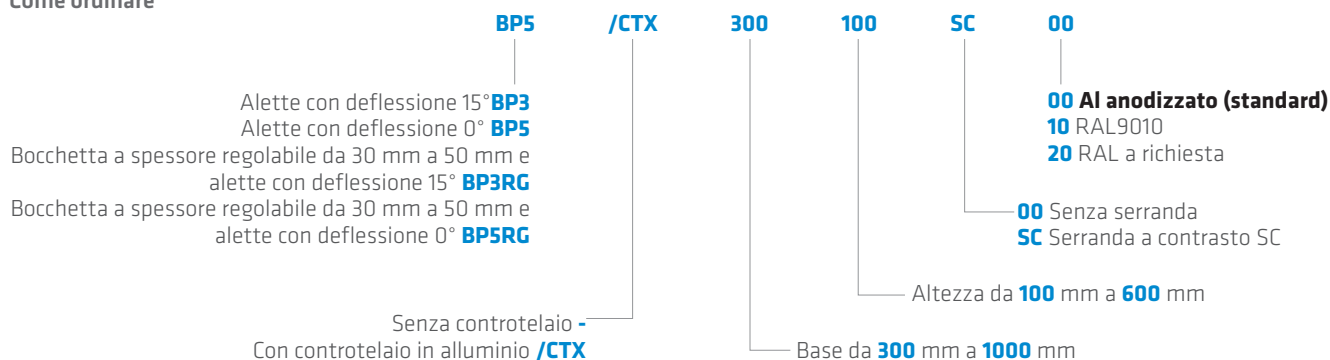 Come ordinare
BP5 /CTX 300 100 SC 00
Alette con deflessione 15°BP3
Alette con deflessione 0° BP5
Bocchetta a spessore regolabile da 30 mm a 50 mm e
alette con deflessione 15° BP3RG
Bocchetta a spessore regolabile da 30 mm a 50 mm e
alette con deflessione 0° BP5RG
Senza controtelaio -
Con controtelaio in alluminio /CTX
00 Al anodizzato (standard)
10 RAL9010
20 RAL a richiesta
00 Senza serranda
SC Serranda a contrasto SC
Altezza da 100 mm a 600 mm
Base da 300 mm a 1000 mm